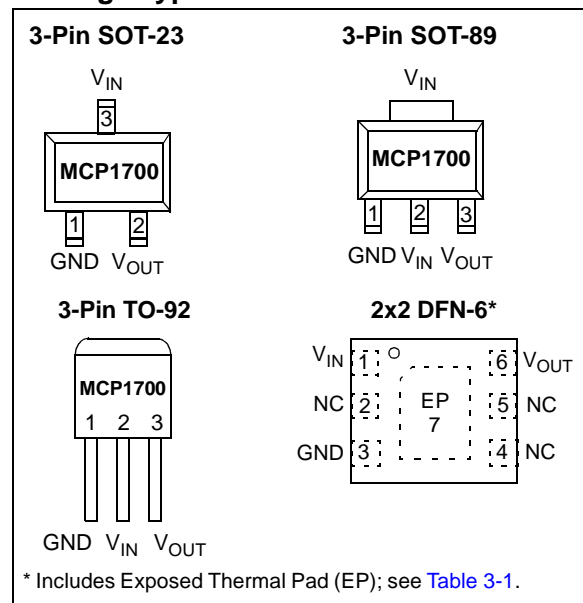 3-Pin SOT-23
3-Pin SOT-89
VIN
VIN
3
MCP1700
MCP1700
1 2
1 2 3
GND VOUT
GND VIN VOUT
3-Pin TO-92
2x2 DFN-6*
MCP1700
1 2 3
GND VIN VOUT
VIN 1 6 VOUT
NC 2 EP 5 NC
7
GND 3 4 NC
* Includes Exposed Thermal Pad (EP); see Table 3-1.